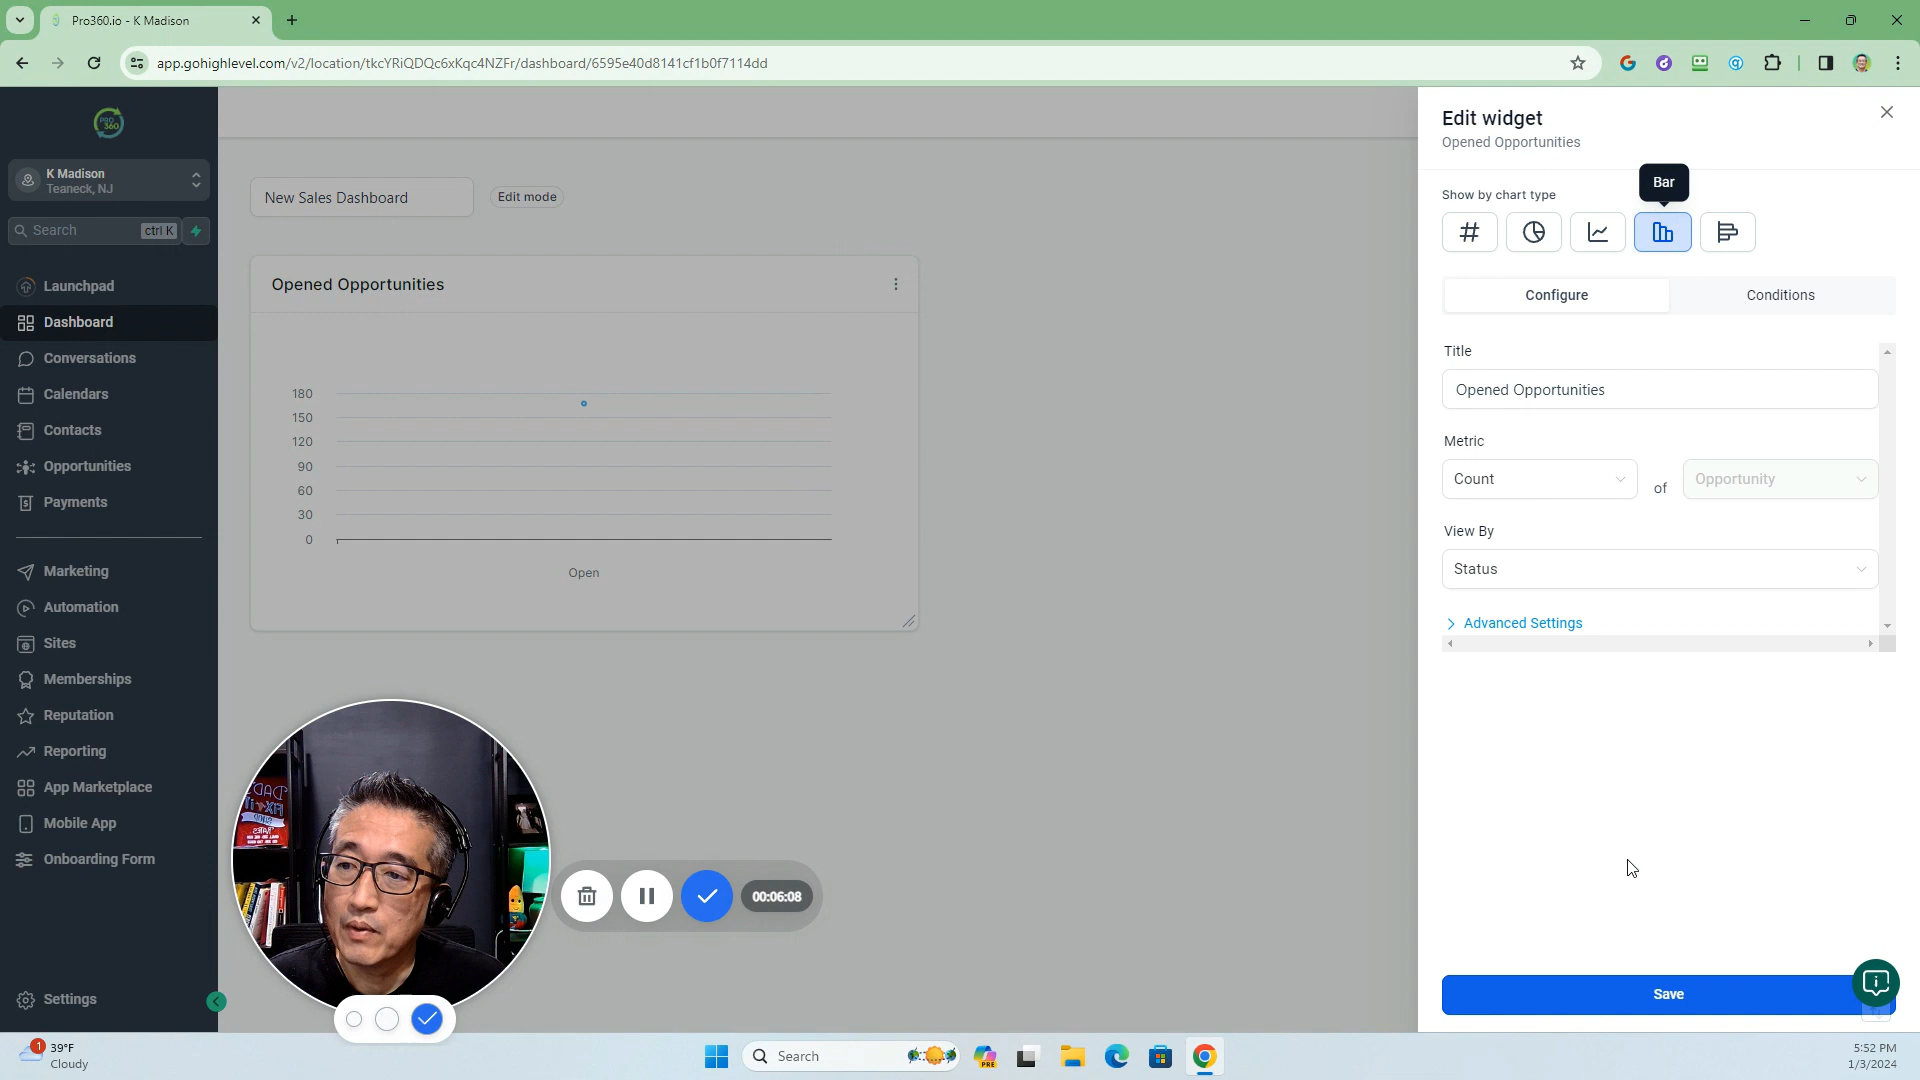 Pro360.io - K Madison
app.gohighlevel.com/v2/location/tkcYRiQDQc6xKqc4NZFr/dashboard/6595e40d8141cf1b0f7114dd
PRO
360
K Madison
Teaneck, NJ
Search ctrl K
Launchpad
Dashboard
Conversations
Calendars
Contacts
Opportunities
Payments
Marketing
Automation
Sites
Memberships
Reputation
Reporting
App Marketplace
Mobile App
Onboarding Form
Settings
New Sales Dashboard
Edit mode
Opened Opportunities
180
150
120
90
60
30
0
Open
00:06:08
Edit widget
Opened Opportunities
Bar
Show by chart type
Configure Conditions
Title
Opened Opportunities
Metric
Count of Opportunity
View By
Status
Advanced Settings
Save
1
39°F
Cloudy
Search
PRE
5:52 PM
1/3/2024